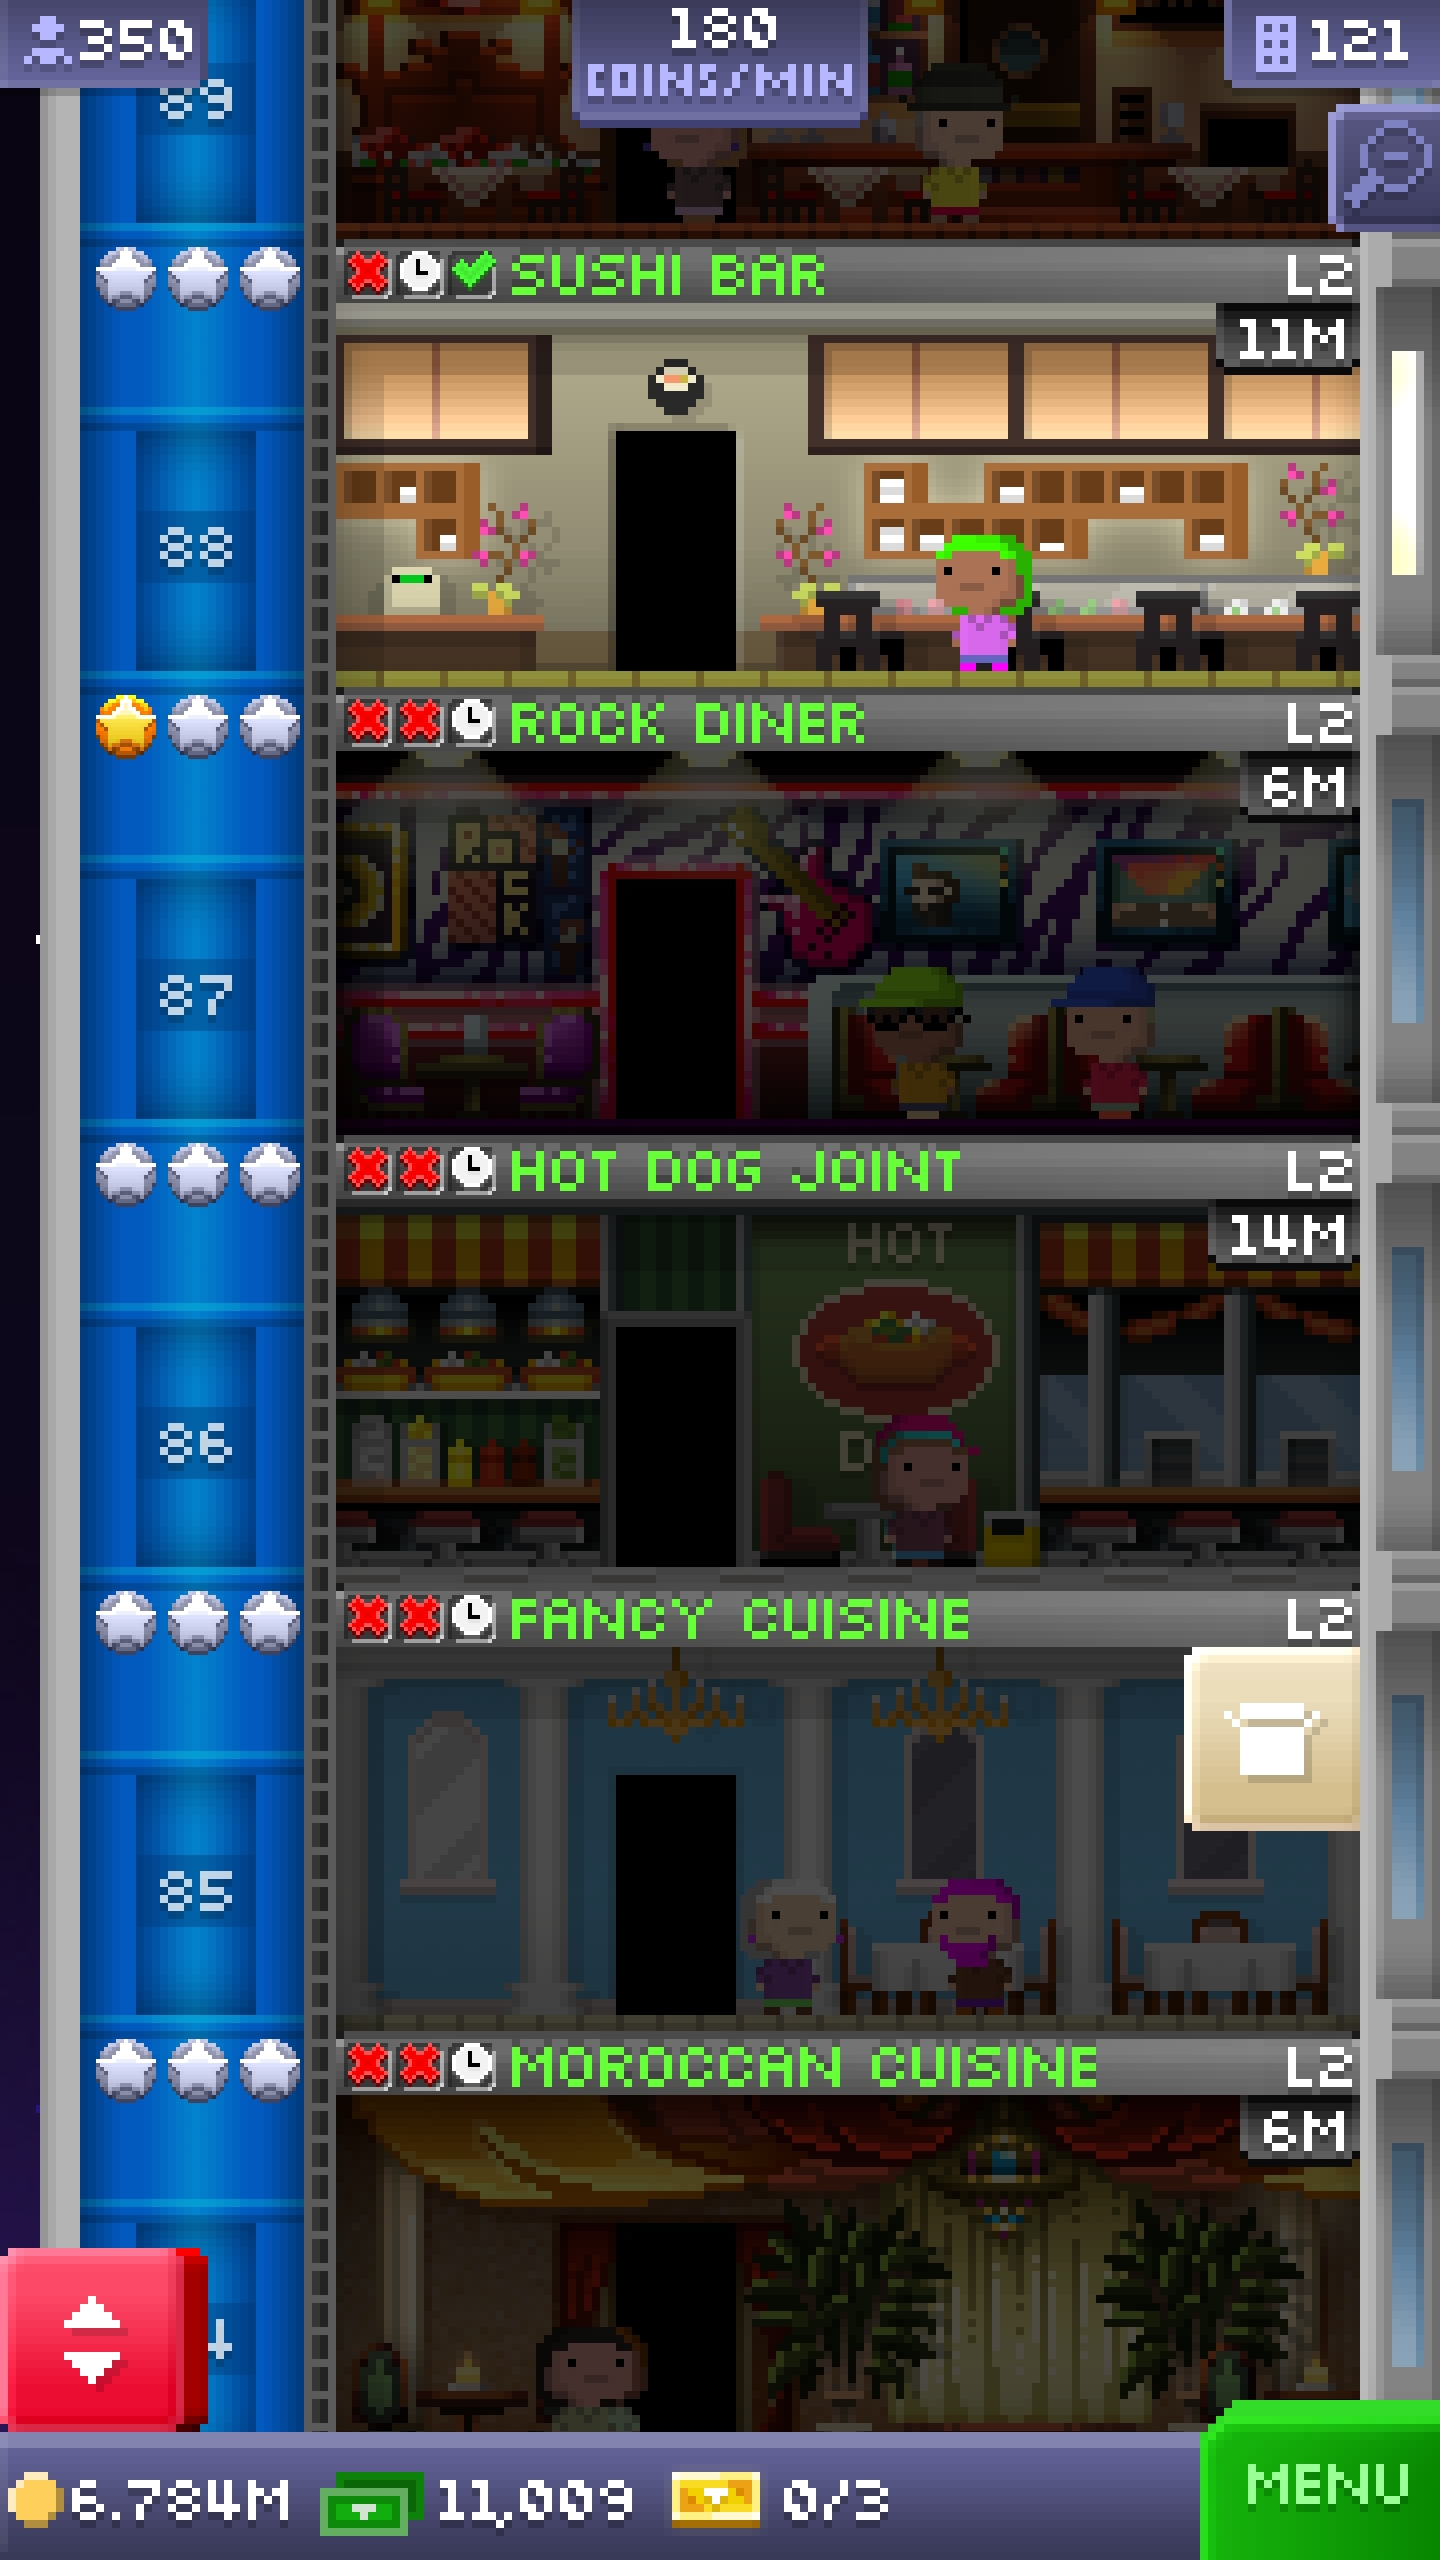 350
180
COINS/MIN
121
89
SUSHI BAR L2
11M
88
ROCK DINER L2
6M
ROCK
87
HOT DOG JOINT L2
14M
HOT
D
86
FANCY CUISINE L2
85
MOROCCAN CUISINE L2
6M
4
6.784M 11,009 0/3
MENU